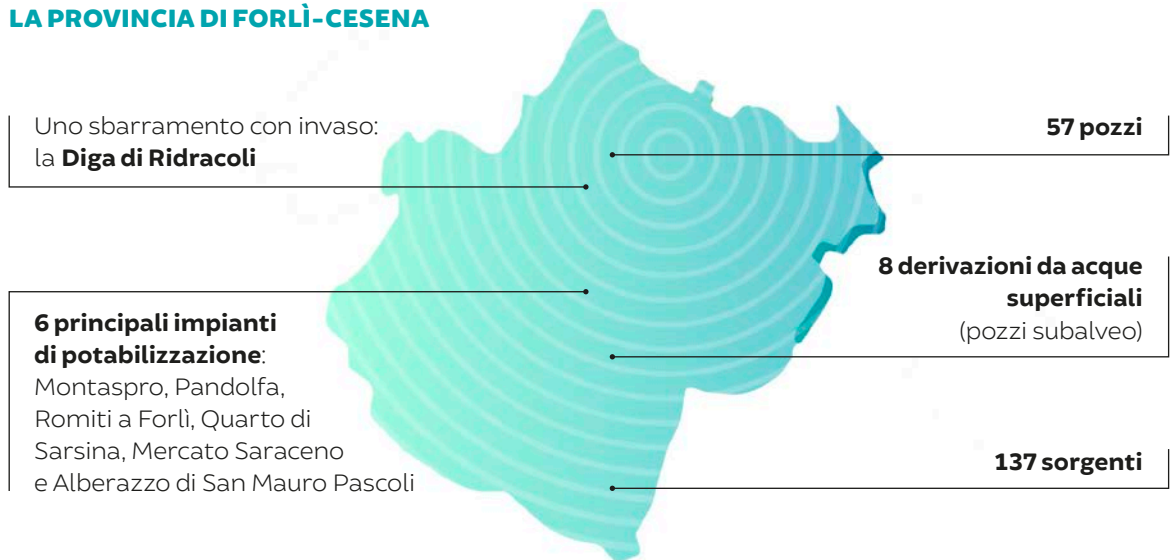 LA PROVINCIA DI FORLÌ-CESENA
Uno sbarramento con invaso:
la Diga di Ridracoli
57 pozzi
8 derivazioni da acque
superficiali
(pozzi subalveo)
6 principali impianti
di potabilizzazione:
Montaspro, Pandolfa,
Romiti a Forlì, Quarto di
Sarsina, Mercato Saraceno
e Alberazzo di San Mauro Pascoli
137 sorgenti